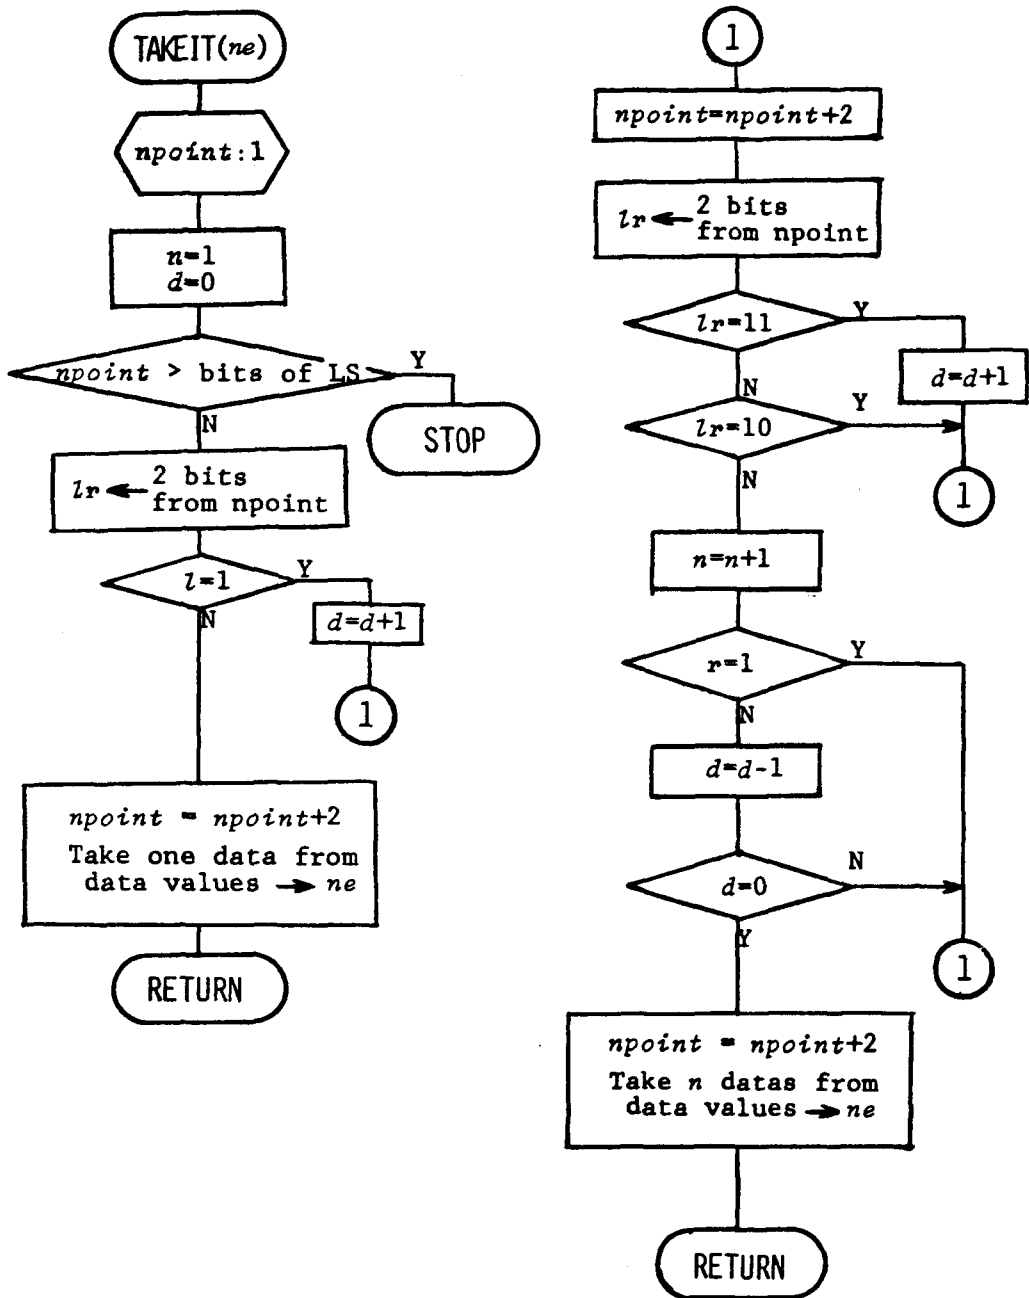 TAKEIT(ne)
npoint:1
n=1
d=0
npoint > bits of LS
Y
N
STOP
lr ← 2 bits
from npoint
l=1
Y
N
d=d+1
1
npoint = npoint+2
Take one data from
data values → ne
RETURN
1
npoint=npoint+2
lr ← 2 bits
from npoint
lr=11
Y
N
d=d+1
lr=10
Y
N
1
n=n+1
r=1
Y
N
d=d-1
d=0
N
Y
1
npoint = npoint+2
Take n datas from
data values → ne
RETURN